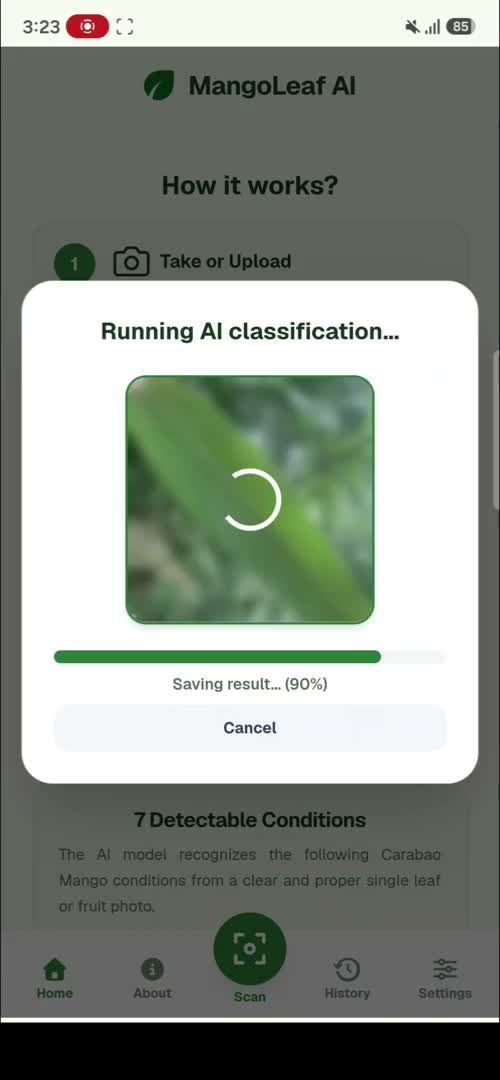 3:23
85
MangoLeaf AI
How it works?
1
Take or Upload
Running AI classification...
Saving result... (90%)
Cancel
7 Detectable Conditions
The AI model recognizes the following Carabao
Mango conditions from a clear and proper single leaf
or fruit photo.
Home
About
Scan
History
Settings